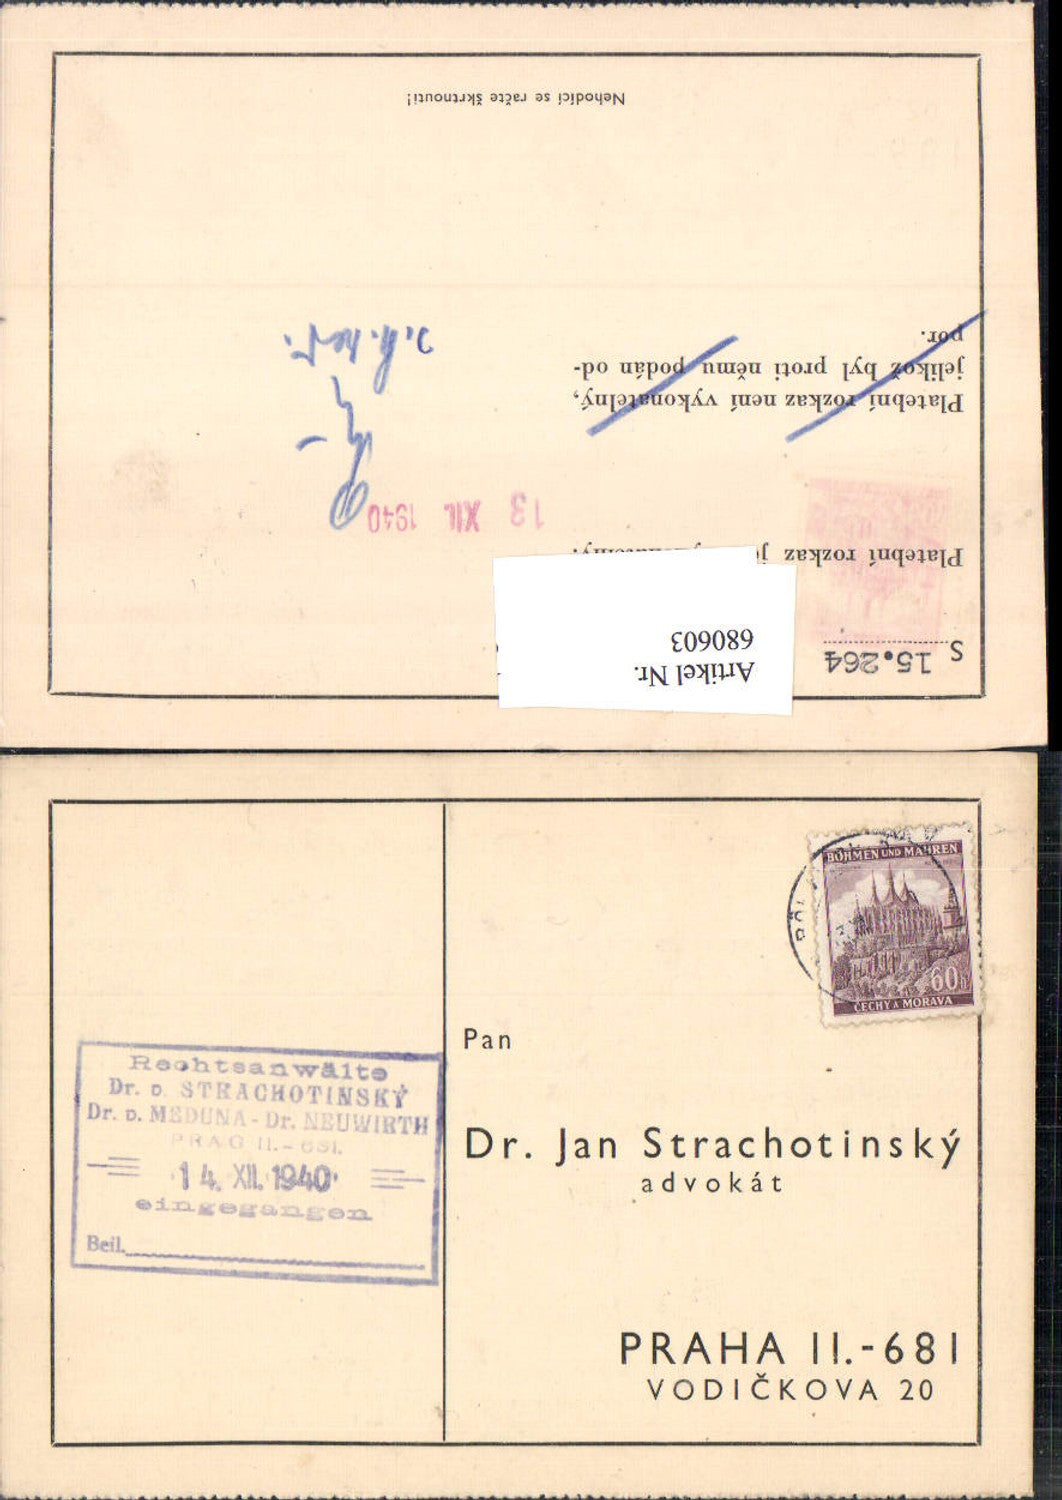 S 15.264
Platební rozkaz
13 XII. 1940
Platební rozkaz není vykonatelný,
jelikož byl proti němu podán od-
por.
Nehodící se račte škrtnouti!
Artikel Nr.
680603
BÖHMEN UND MÄHREN
60 h
ČECHY A MORAVA
Pan
Dr. Jan Strachotinský
advokát
PRAHA II.-681
VODIČKOVA 20
Rechtsanwälte
Dr. D. STRACHOTINSKÝ
Dr. D. MEDUNA - Dr. NEUWIRTH
PRAG II.-681.
14. XII. 1940
eingegangen
Beil.